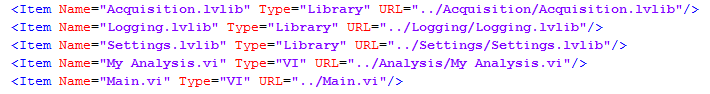 <Item Name="Acquisition.lvlib" Type="Library" URL="../Acquisition/Acquisition.lvlib"/>
<Item Name="Logging.lvlib" Type="Library" URL="../Logging/Logging.lvlib"/>
<Item Name="Settings.lvlib" Type="Library" URL="../Settings/Settings.lvlib"/>
<Item Name="My Analysis.vi" Type="VI" URL="../Analysis/My Analysis.vi"/>
<Item Name="Main.vi" Type="VI" URL="../Main.vi"/>